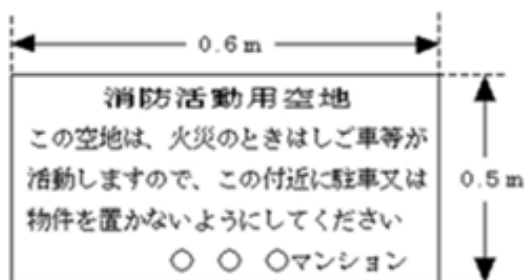 0.6m
消防活動用空地
この空地は、火災のときはしご車等が
活動しますので、この付近に駐車又は
物件を置かないようにしてください
○ ○ ○マンション
0.5m